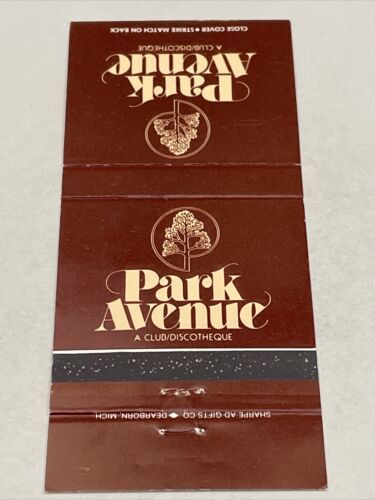 CLOSE COVER • STRIKE MATCH ON BACK
A CLUB/DISCOTHEQUE
Park
Avenue
Park
Avenue
A CLUB/DISCOTHEQUE
SHARPE AD GIFTS CO ◆ DEARBORN, MICH